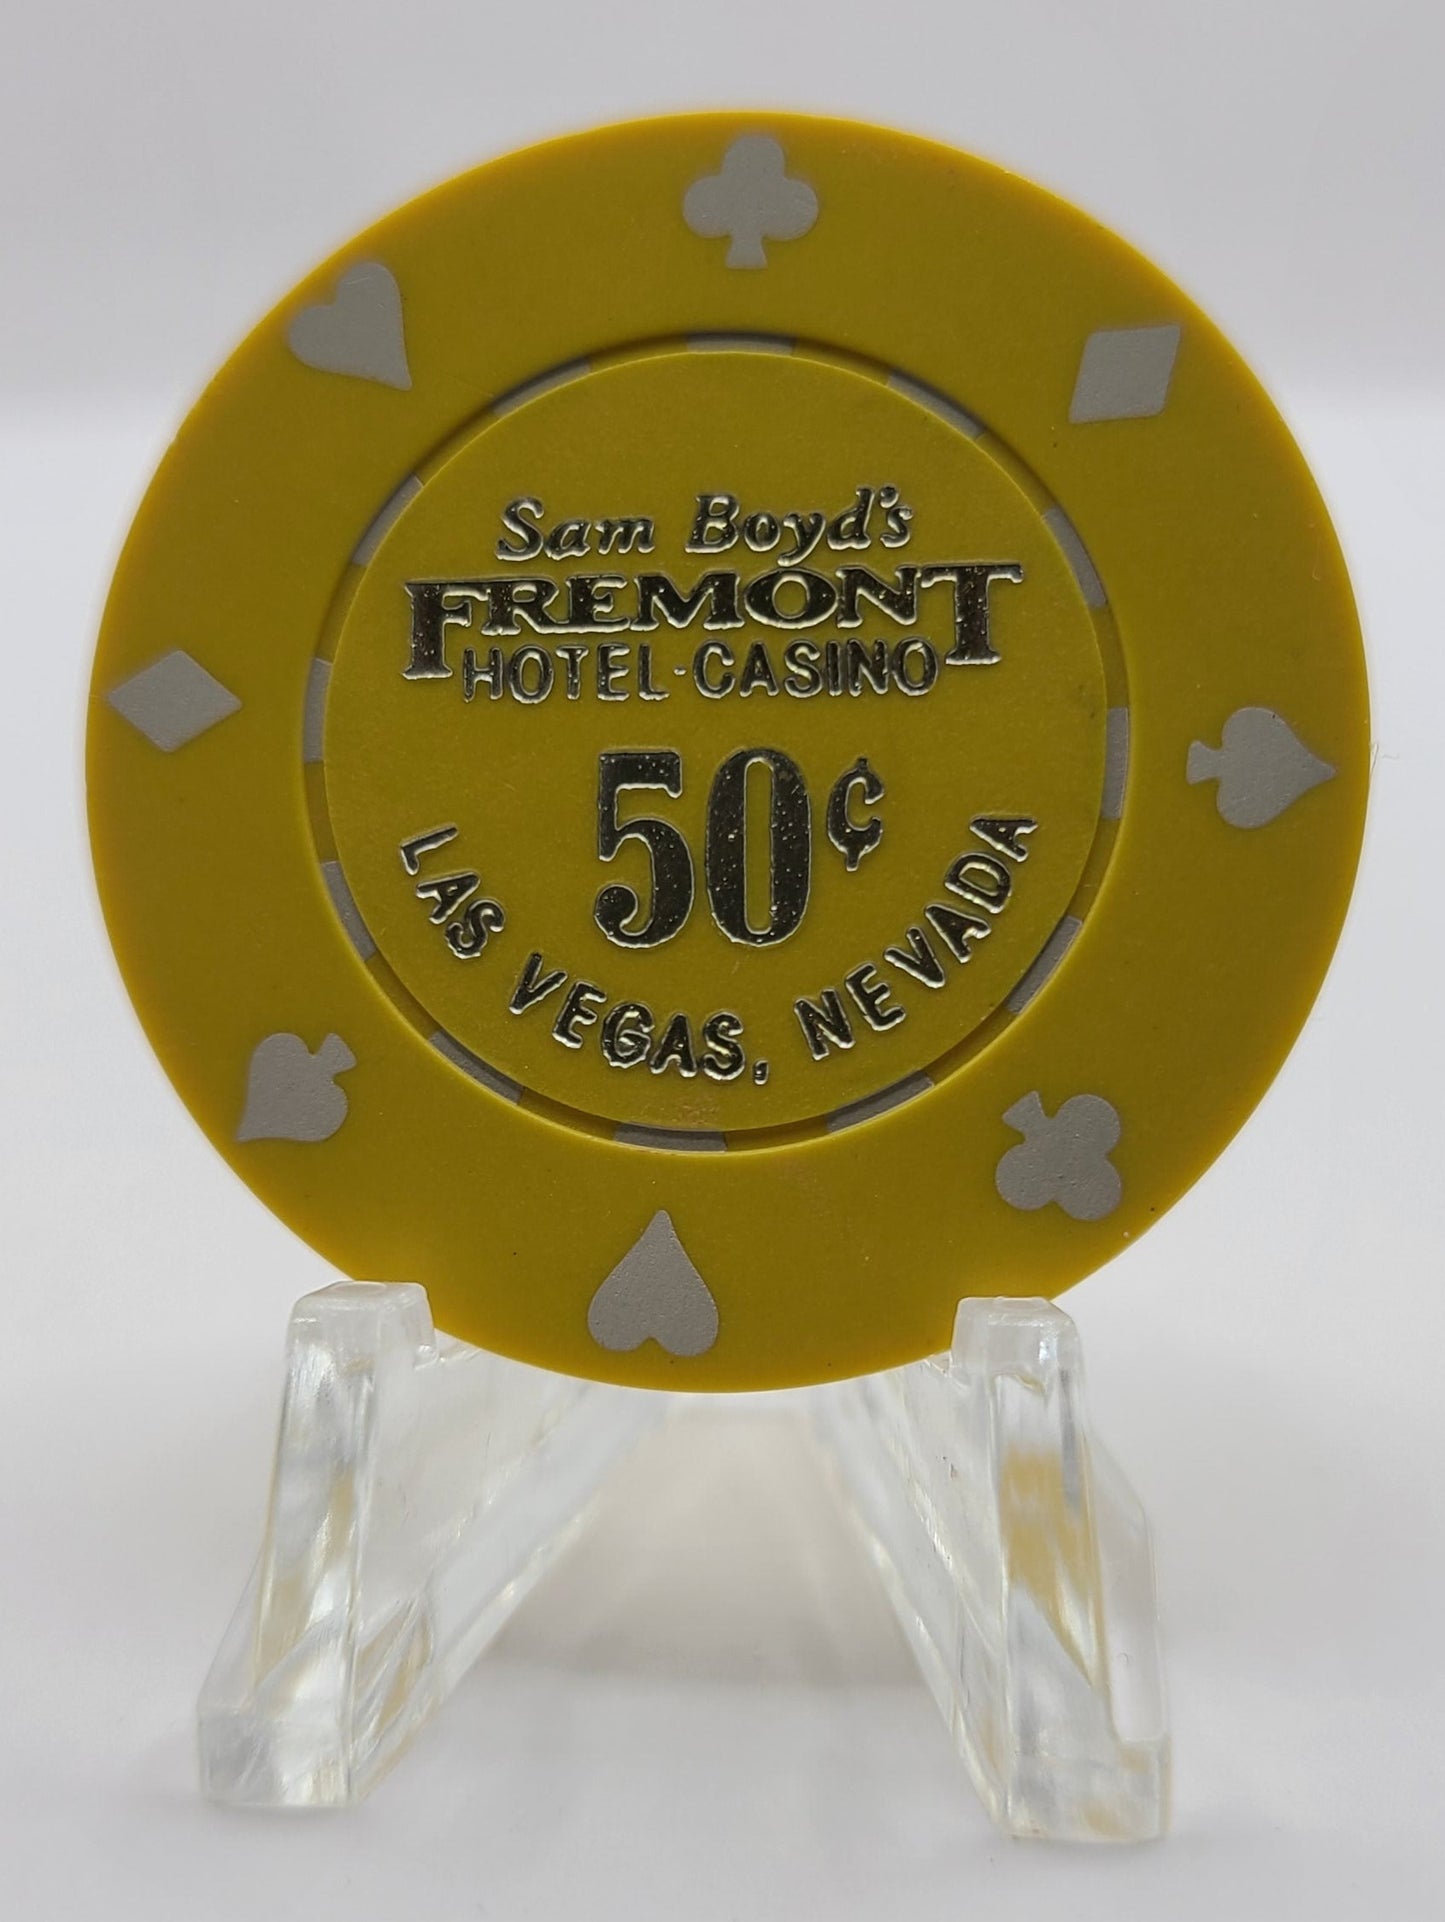 Sam Boyd's
FREMONT
HOTEL-CASINO
50¢
LAS VEGAS, NEVADA